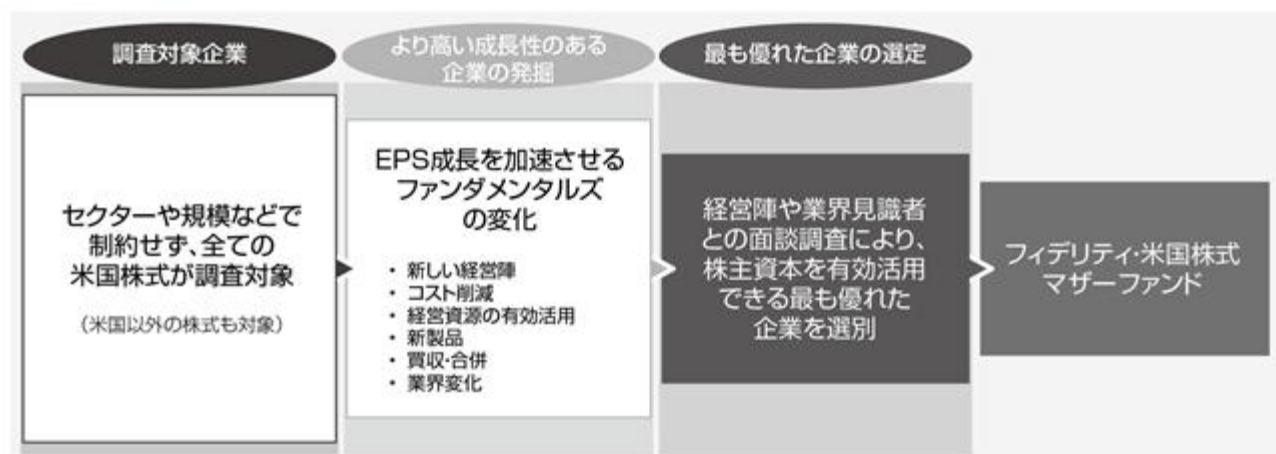 調査対象企業
より高い成長性のある
企業の発掘
最も優れた企業の選定
セクターや規模などで
制約せず、全ての
米国株式が調査対象
（米国以外の株式も対象）
EPS成長を加速させる
ファンダメンタルズ
の変化
・ 新しい経営陣
・ コスト削減
・ 経営資源の有効活用
・ 新製品
・ 買収・合併
・ 業界変化
経営陣や業界見識者
との面談調査により、
株主資本を有効活用
できる最も優れた
企業を選別
フィデリティ・米国株式
マザーファンド